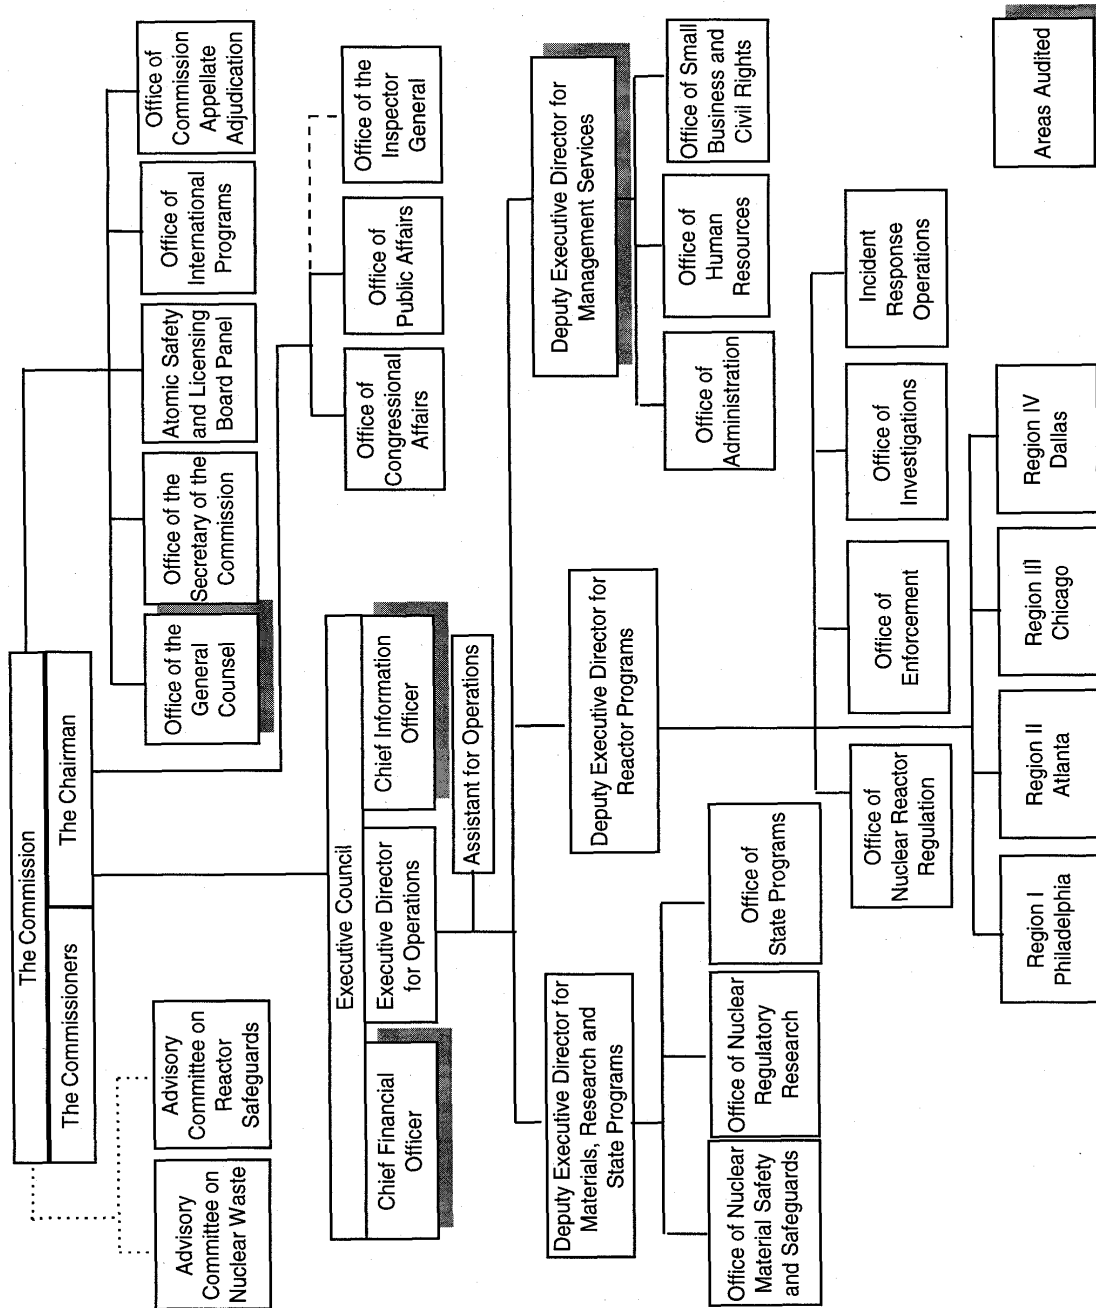 The Commission
The Commissioners
The Chairman
Advisory
Committee on
Nuclear Waste
Advisory
Committee on
Reactor
Safeguards
Office of the
General
Counsel
Office of the
Secretary of the
Commission
Atomic Safety
and Licensing
Board Panel
Office of
International
Programs
Office of
Commission
Appellate
Adjudication
Office of
Congressional
Affairs
Office of
Public Affairs
Office of the
Inspector
General
Executive Council
Chief Financial
Officer
Executive Director
for Operations
Chief Information
Officer
Assistant for Operations
Deputy Executive Director for
Materials, Research and
State Programs
Deputy Executive Director for
Reactor Programs
Deputy Executive Director for
Management Services
Office of Nuclear
Material Safety
and Safeguards
Office of Nuclear
Regulatory
Research
Office of
State Programs
Office of
Administration
Office of
Human
Resources
Office of Small
Business and
Civil Rights
Office of
Nuclear Reactor
Regulation
Office of
Enforcement
Office of
Investigations
Incident
Response
Operations
Region I
Philadelphia
Region II
Atlanta
Region III
Chicago
Region IV
Dallas
Areas Audited